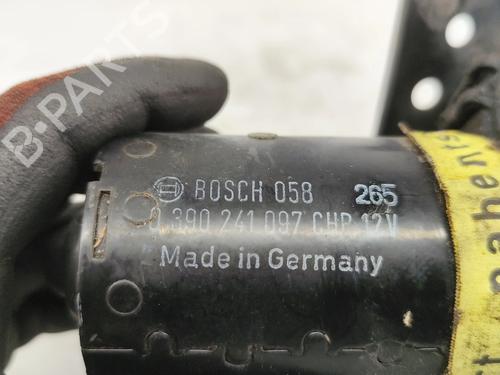 BOSCH 058 265
0 390 241 097 CHP 12V
Made in Germany
B-PARTS